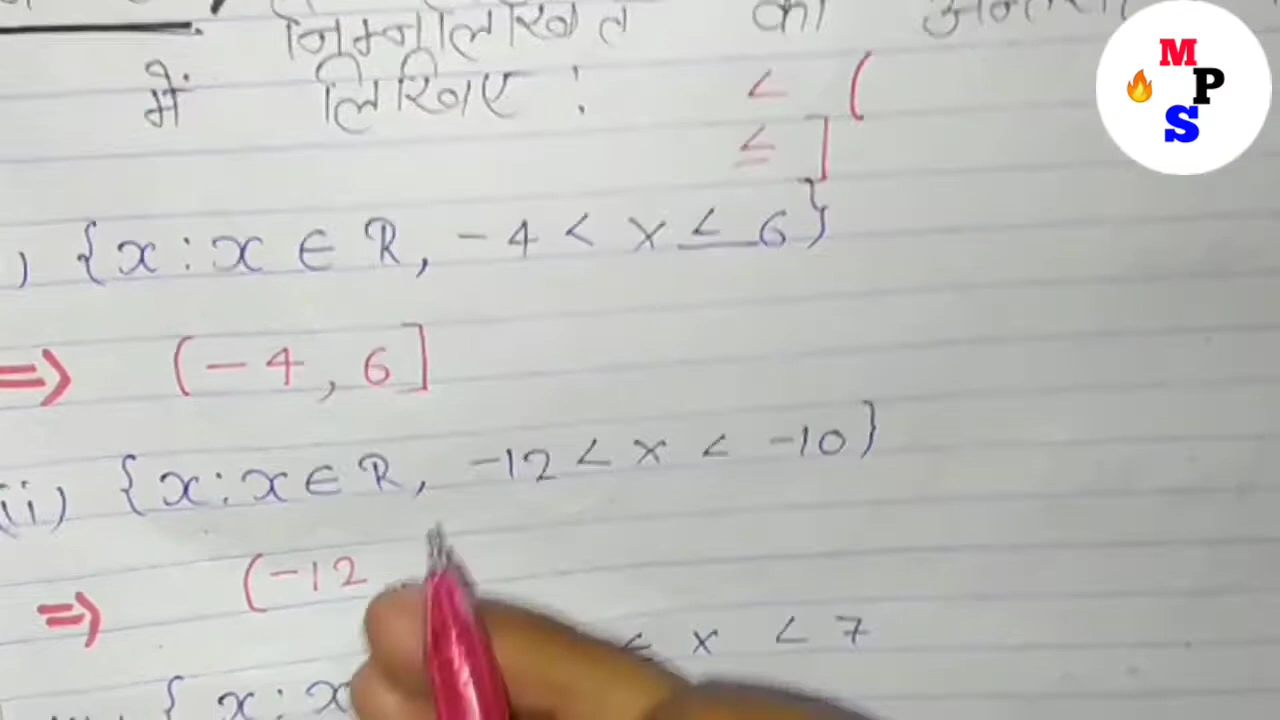 निम्नलिखित को
में लिखिए : < (
≤ ]
) {x : x ∈ R, -4 < x ≤ 6}
=> (-4, 6]
(ii) {x : x ∈ R, -12 < x < -10}
=> (-12
{ x : x < x < 7
M
P
S